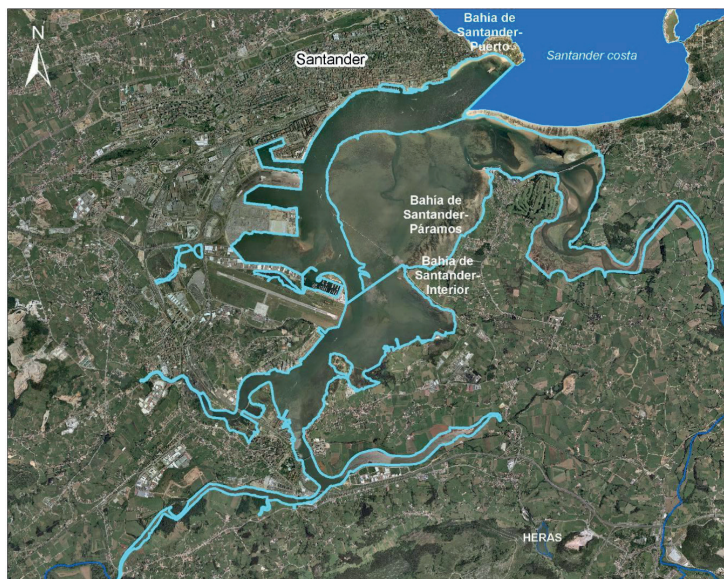 N
Santander
Bahía de
Santander-
Puerto
Santander costa
Bahía de
Santander-
Páramos
Bahía de
Santander-
Interior
HERAS